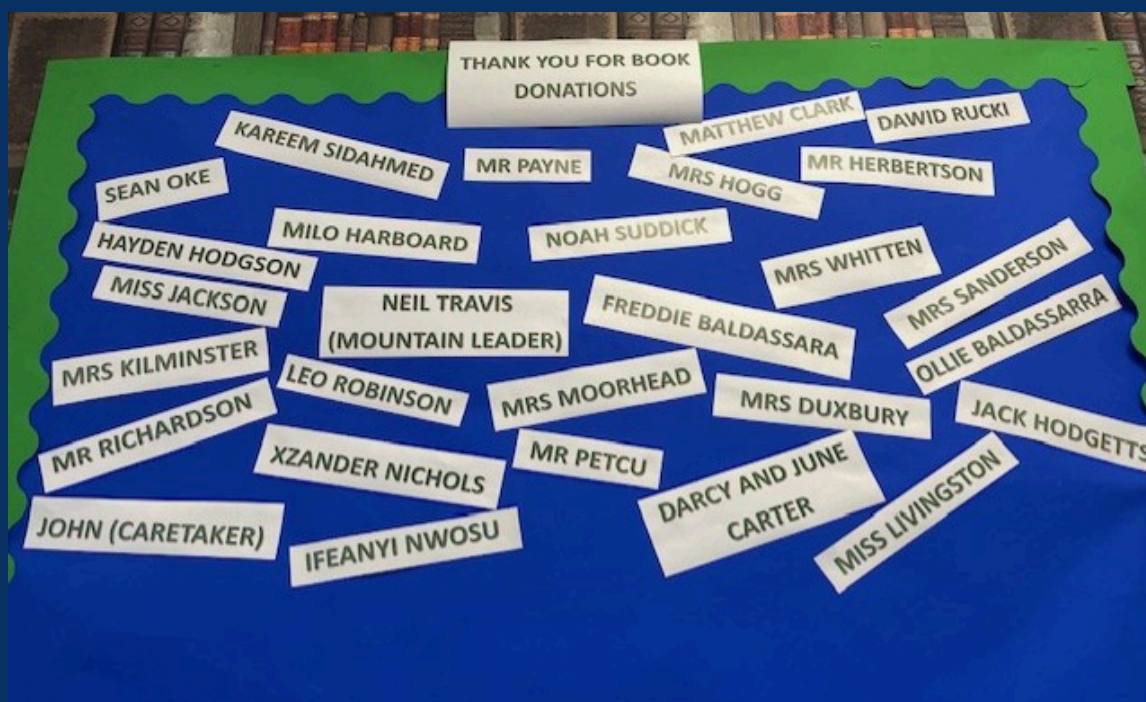 THANK YOU FOR BOOK
DONATIONS
KAREEM SIDAHMED
MATTHEW CLARK
DAWID RUCKI
SEAN OKE
MR PAYNE
MRS HOGG
MR HERBERTSON
HAYDEN HODGSON
MILO HARBOARD
NOAH SUDDICK
MRS WHITTEN
MRS SANDERSON
MISS JACKSON
NEIL TRAVIS
(MOUNTAIN LEADER)
FREDDIE BALDASSARA
OLLIE BALDASSARRA
MRS KILMINSTER
LEO ROBINSON
MRS MOORHEAD
MRS DUXBURY
JACK HODGETTS
MR RICHARDSON
XZANDER NICHOLS
MR PETCU
DARCY AND JUNE
CARTER
MISS LIVINGSTON
JOHN (CARETAKER)
IFEANYI NWOSU